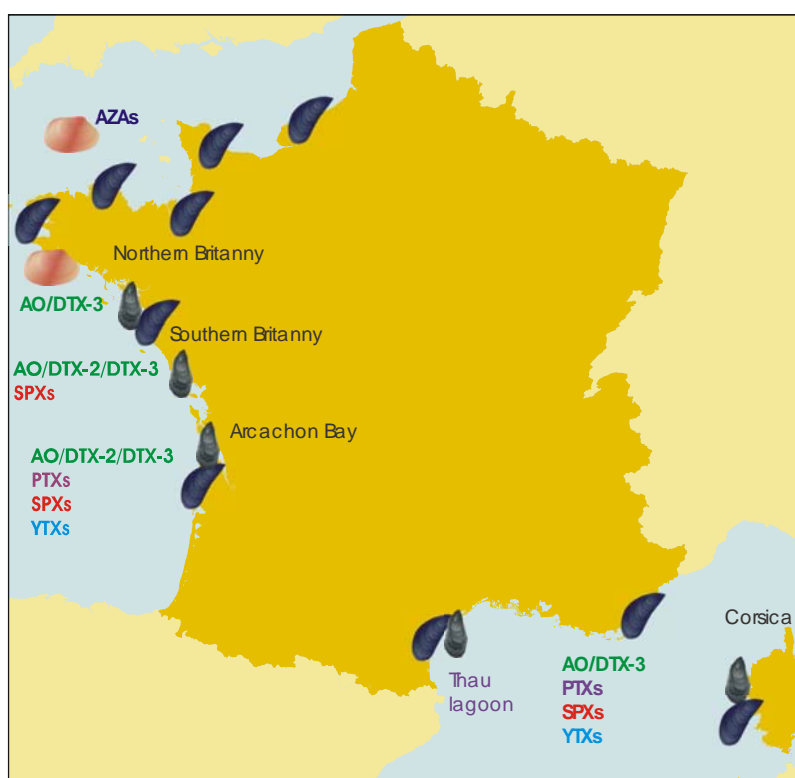 AZAs
Northern Britanny
AO/DTX-3
Southern Britanny
AO/DTX-2/DTX-3
SPXs
Arcachon Bay
AO/DTX-2/DTX-3
PTXs
SPXs
YTXs
Corsica
Thau
lagoon
AO/DTX-3
PTXs
SPXs
YTXs